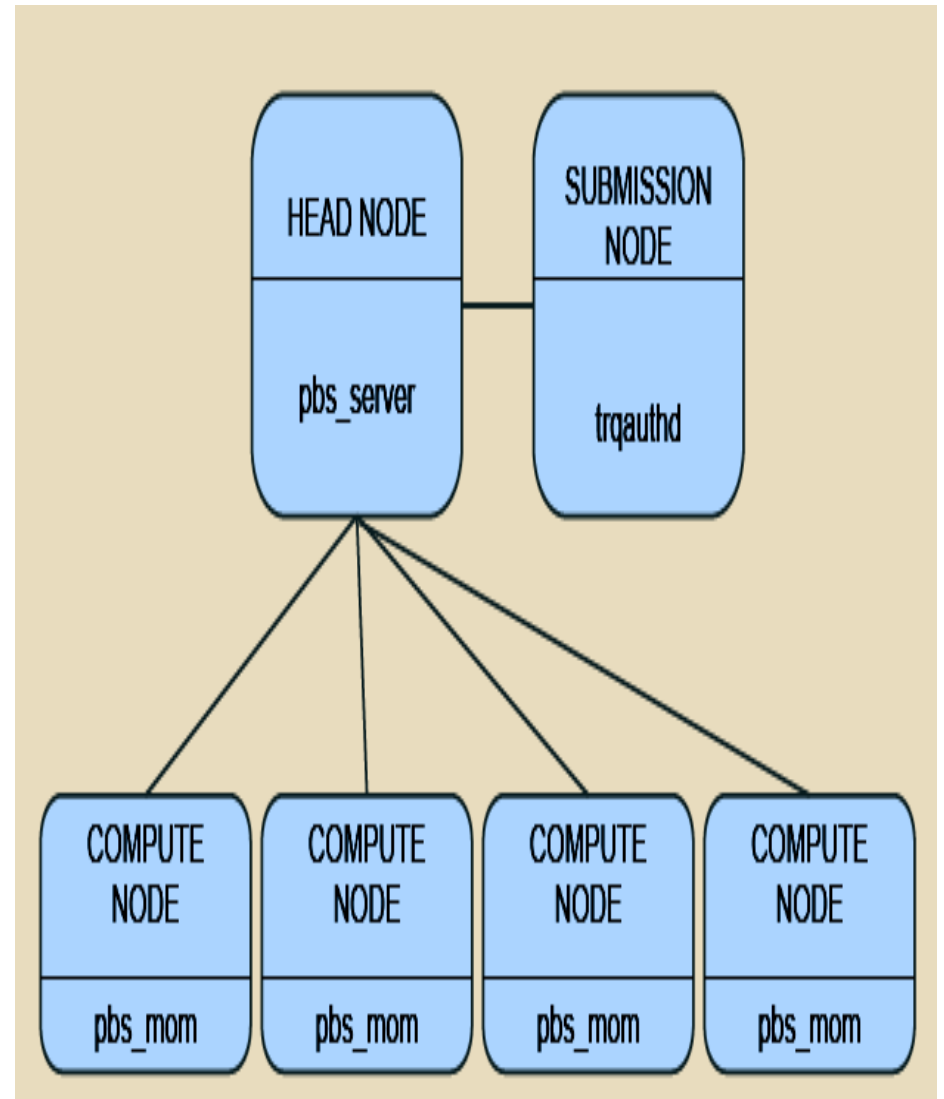 HEAD NODE
pbs_server
SUBMISSION
NODE
trqauthd
COMPUTE
NODE
pbs_mom
COMPUTE
NODE
pbs_mom
COMPUTE
NODE
pbs_mom
COMPUTE
NODE
pbs_mom